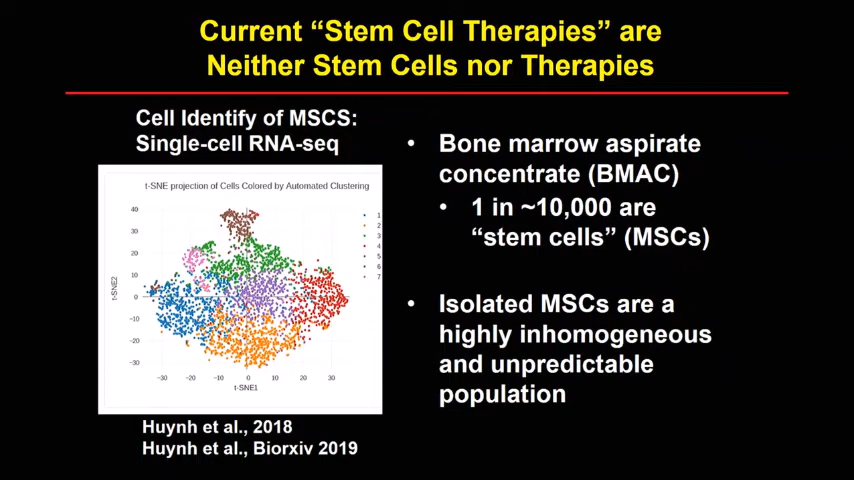 Current “Stem Cell Therapies” are
Neither Stem Cells nor Therapies
Cell Identify of MSCS:
Single-cell RNA-seq
t-SNE projection of Cells Colored by Automated Clustering
40
30
20
10
0
−10
−20
−30
t-SNE2
−30
−20
−10
0
10
20
30
t-SNE1
1
2
3
4
5
6
7
Huynh et al., 2018
Huynh et al., Biorxiv 2019
• Bone marrow aspirate
concentrate (BMAC)
• 1 in ~10,000 are
“stem cells” (MSCs)
• Isolated MSCs are a
highly inhomogeneous
and unpredictable
population